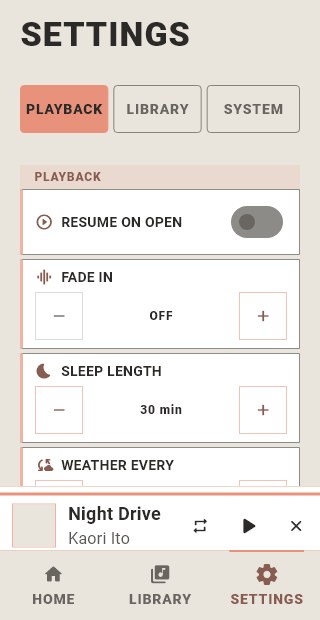 SETTINGS
PLAYBACK
LIBRARY
SYSTEM
PLAYBACK
RESUME ON OPEN
FADE IN
OFF
SLEEP LENGTH
30 min
WEATHER EVERY
Night Drive
Kaori Ito
HOME
LIBRARY
SETTINGS